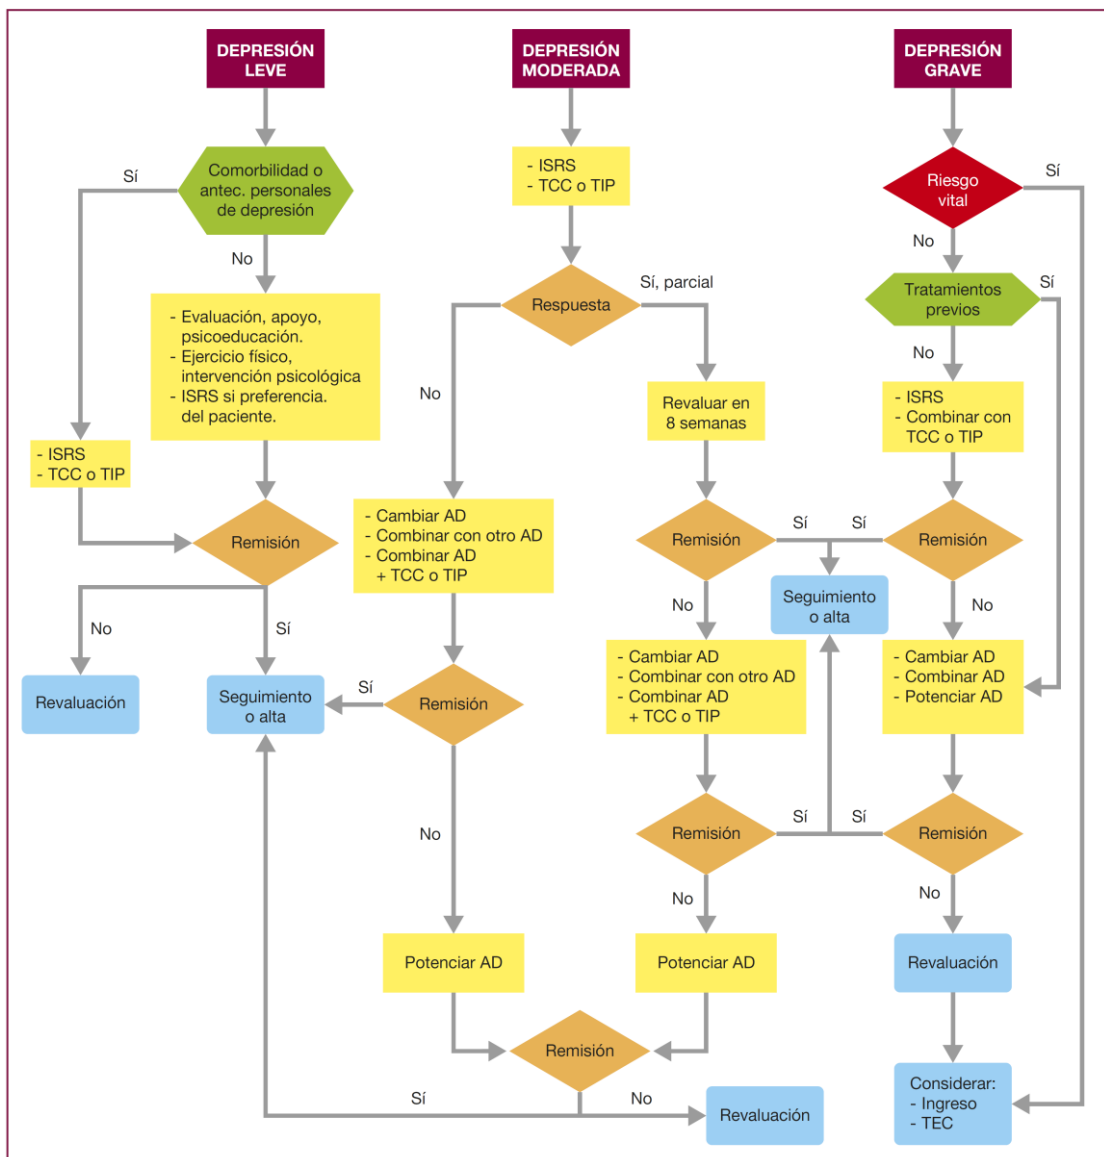 DEPRESIÓN
LEVE
Comorbilidad o
antec. personales
de depresión
Sí
No
- Evaluación, apoyo,
psicoeducación.
- Ejercicio físico,
intervención psicológica
- ISRS si preferencia.
del paciente.
- ISRS
- TCC o TIP
Remisión
No
Sí
Revaluación
Seguimiento
o alta
DEPRESIÓN
MODERADA
- ISRS
- TCC o TIP
Respuesta
No
Sí, parcial
- Cambiar AD
- Combinar con otro AD
- Combinar AD
+ TCC o TIP
Sí
Remisión
No
Potenciar AD
Revaluar en
8 semanas
Remisión
Sí
No
- Cambiar AD
- Combinar con otro AD
- Combinar AD
+ TCC o TIP
Remisión
Sí
No
Potenciar AD
Remisión
Sí
No
Revaluación
DEPRESIÓN
GRAVE
Riesgo
vital
Sí
No
Tratamientos
previos
Sí
No
- ISRS
- Combinar con
TCC o TIP
Sí
Remisión
Seguimiento
o alta
No
- Cambiar AD
- Combinar AD
- Potenciar AD
Sí
Remisión
No
Revaluación
Considerar:
- Ingreso
- TEC